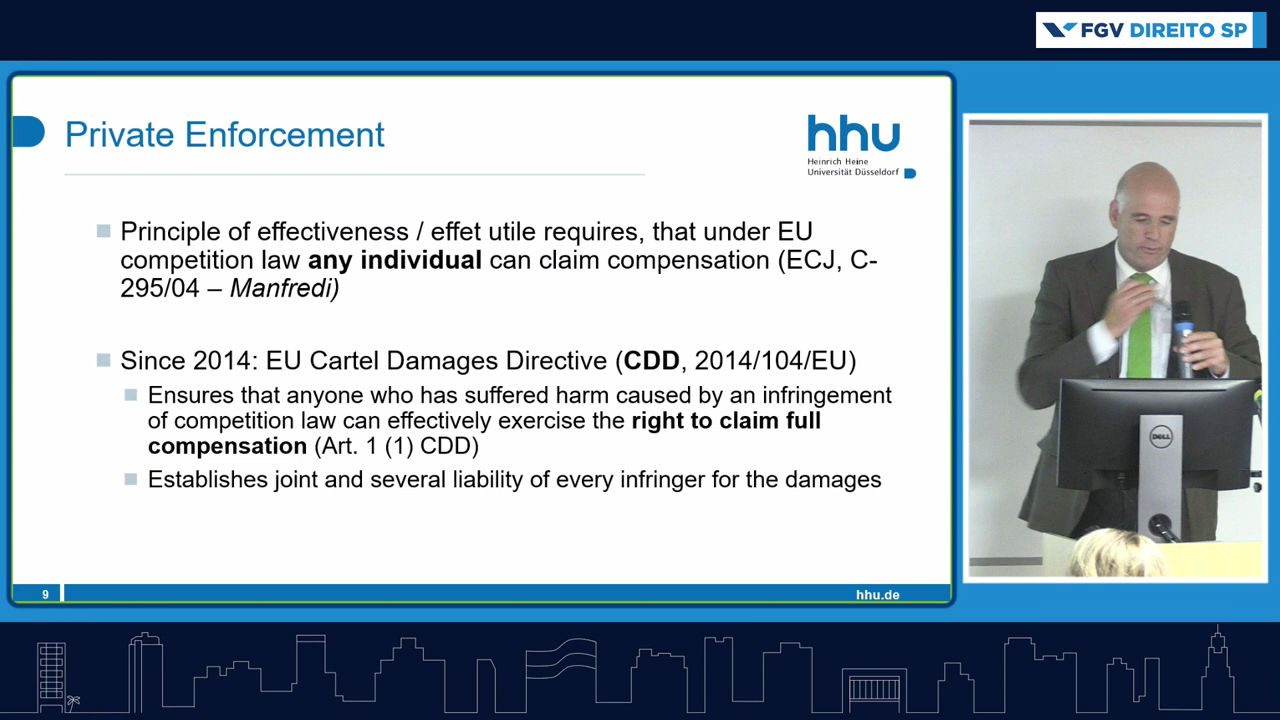 FGV DIREITO SP
Private Enforcement
hhu
Heinrich Heine
Universität Düsseldorf
Principle of effectiveness / effet utile requires, that under EU
competition law any individual can claim compensation (ECJ, C-
295/04 – Manfredi)
Since 2014: EU Cartel Damages Directive (CDD, 2014/104/EU)
Ensures that anyone who has suffered harm caused by an infringement
of competition law can effectively exercise the right to claim full
compensation (Art. 1 (1) CDD)
Establishes joint and several liability of every infringer for the damages
9
hhu.de
DELL